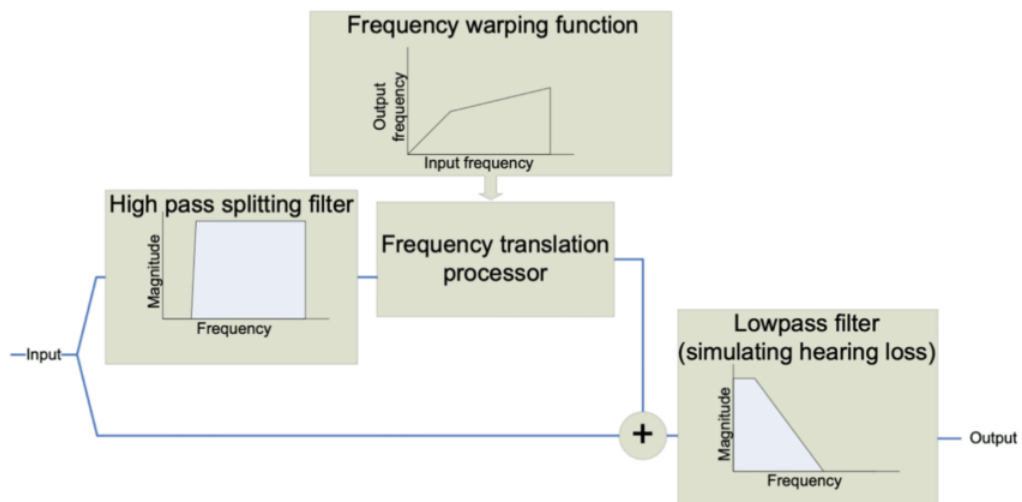 Frequency warping function
Output
frequency
Input frequency
High pass splitting filter
Magnitude
Frequency
Frequency translation
processor
Input
Lowpass filter
(simulating hearing loss)
Magnitude
Frequency
+
Output